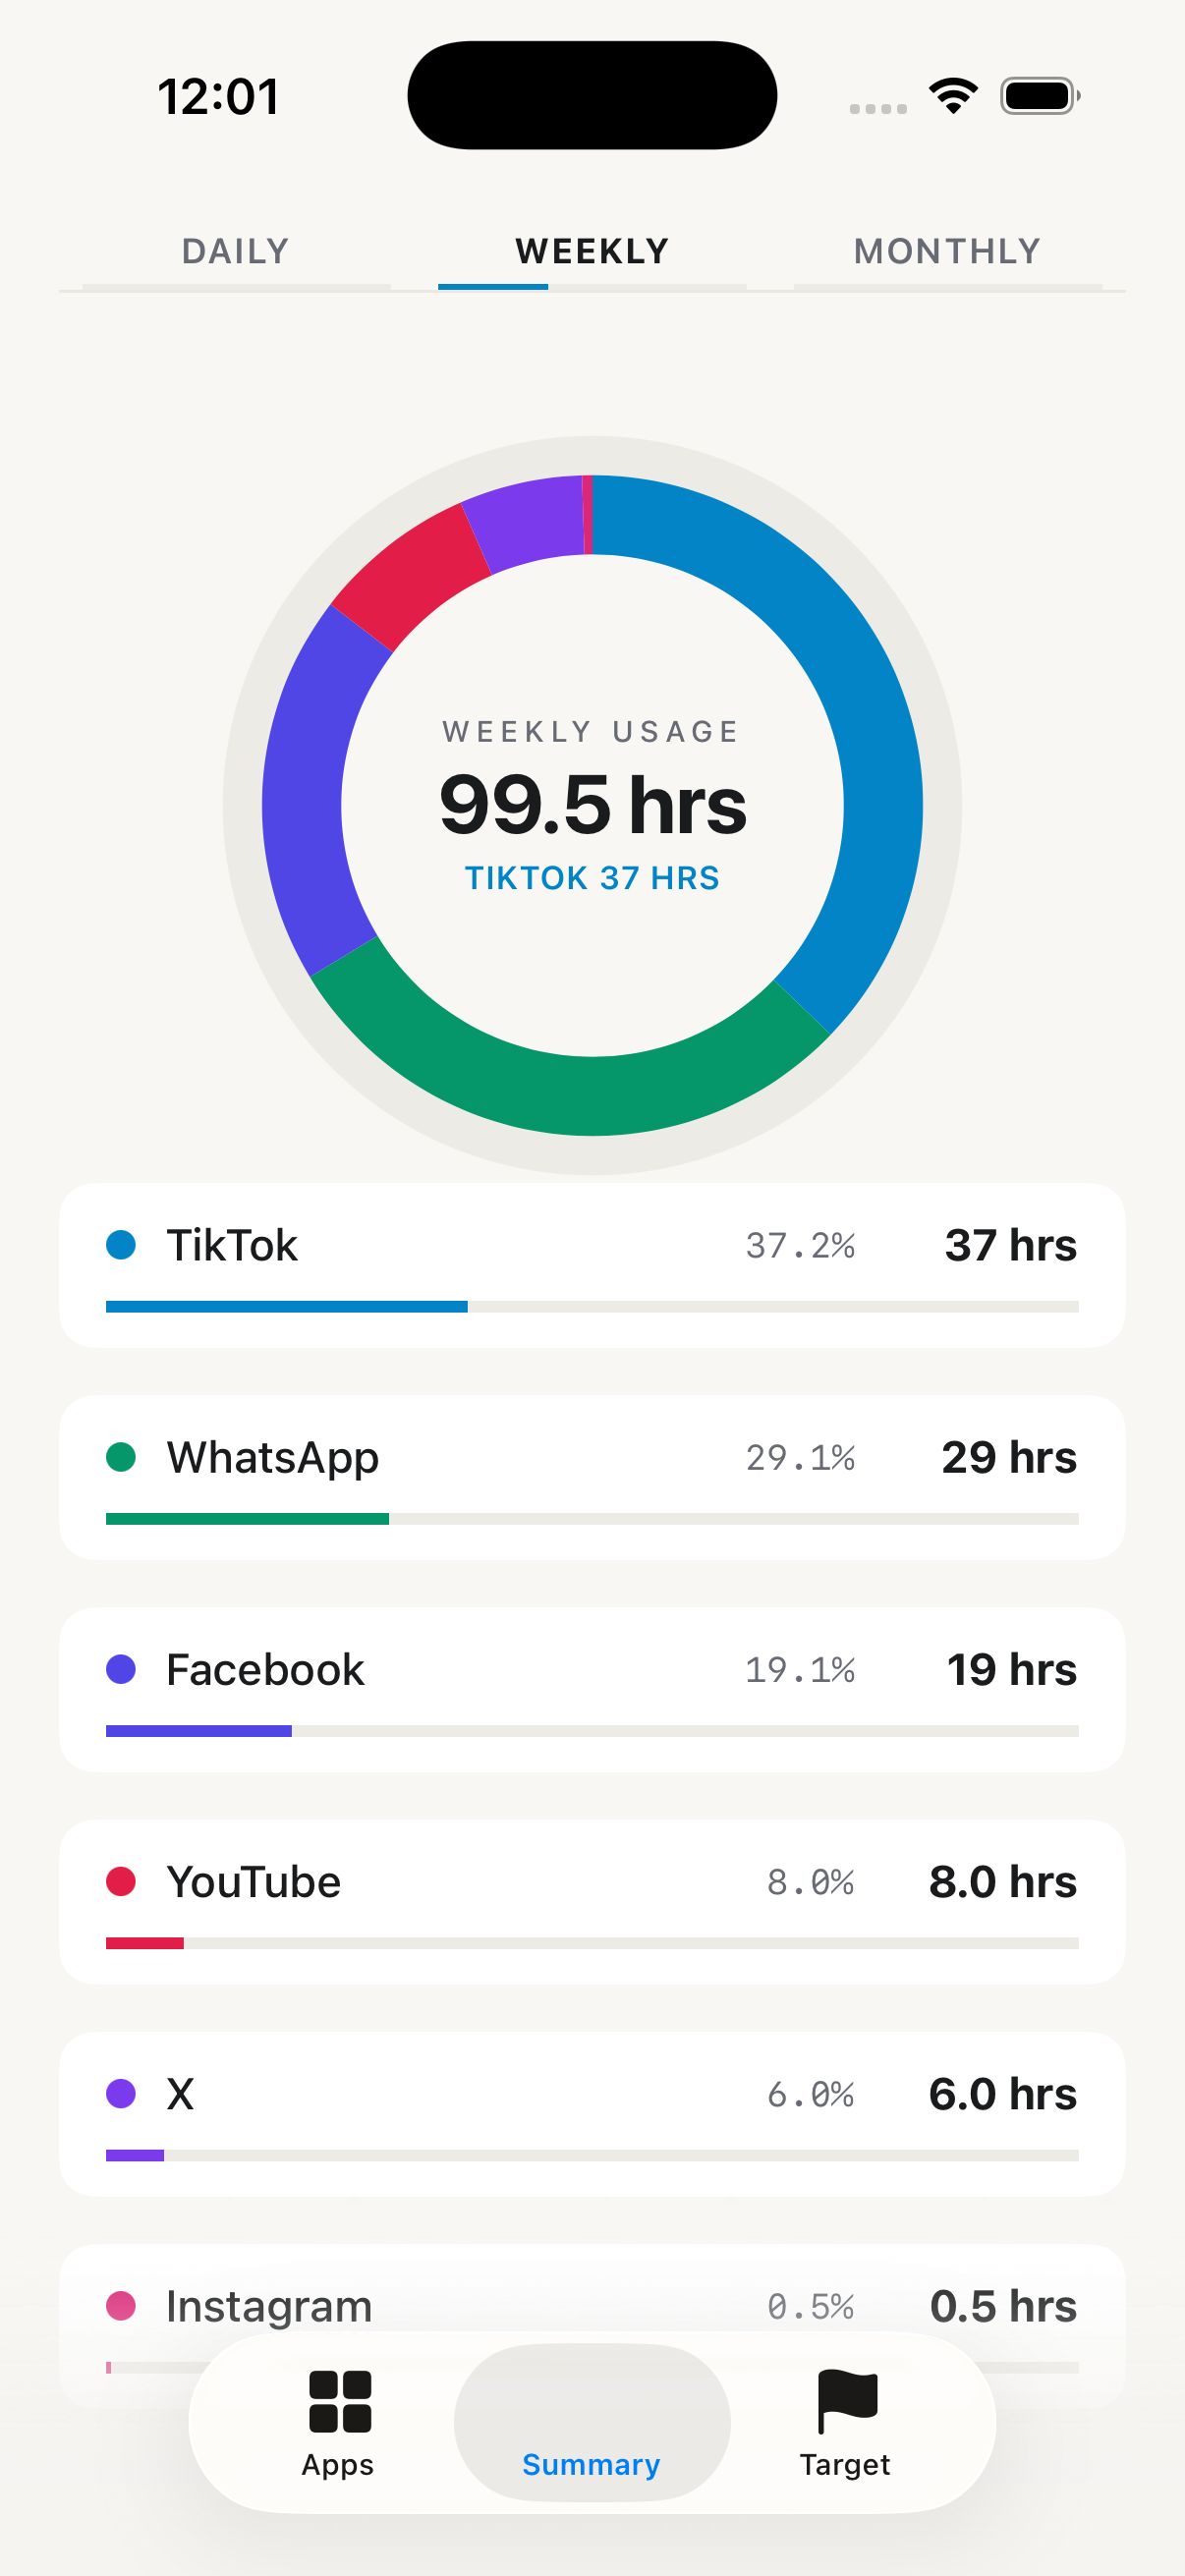 12:01
DAILY WEEKLY MONTHLY
WEEKLY USAGE
99.5 hrs
TIKTOK 37 HRS
TikTok 37.2% 37 hrs
WhatsApp 29.1% 29 hrs
Facebook 19.1% 19 hrs
YouTube 8.0% 8.0 hrs
X 6.0% 6.0 hrs
Instagram 0.5% 0.5 hrs
Apps Summary Target